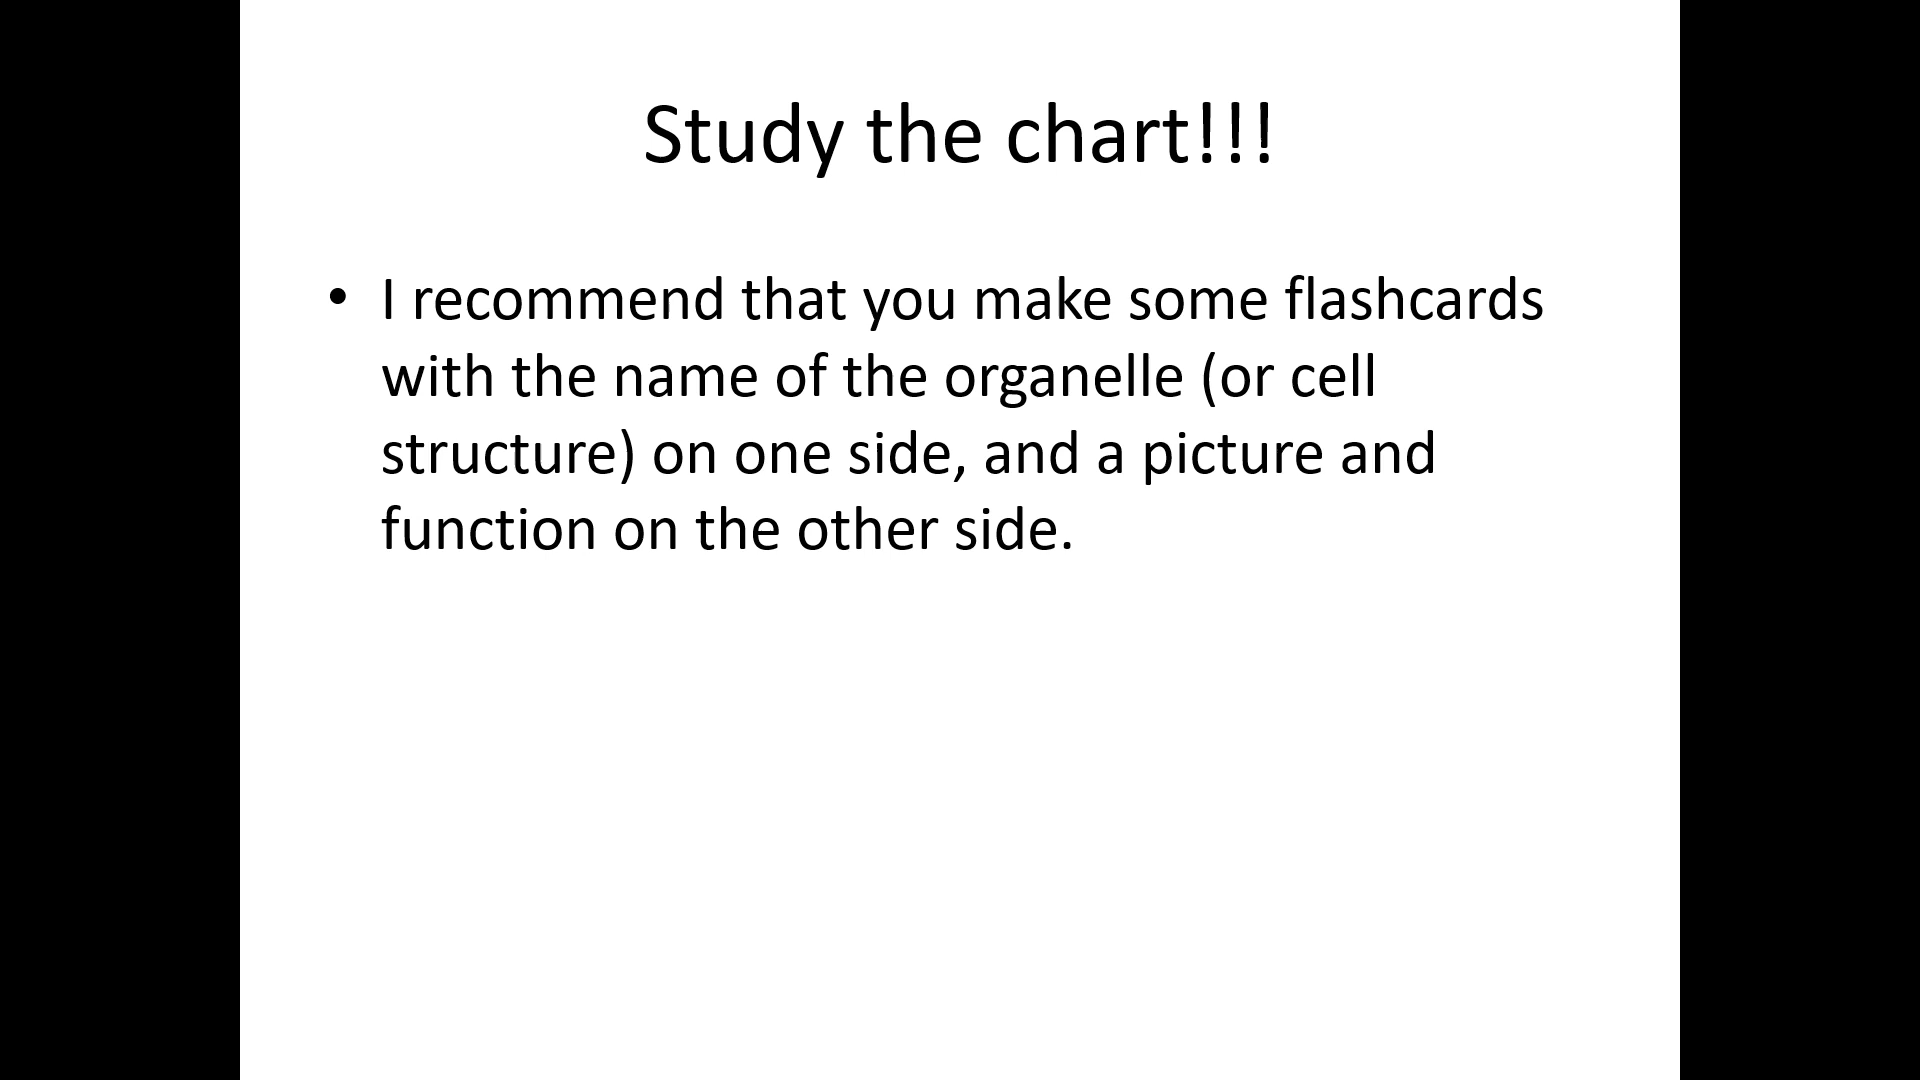 Study the chart!!!
• I recommend that you make some flashcards
with the name of the organelle (or cell
structure) on one side, and a picture and
function on the other side.